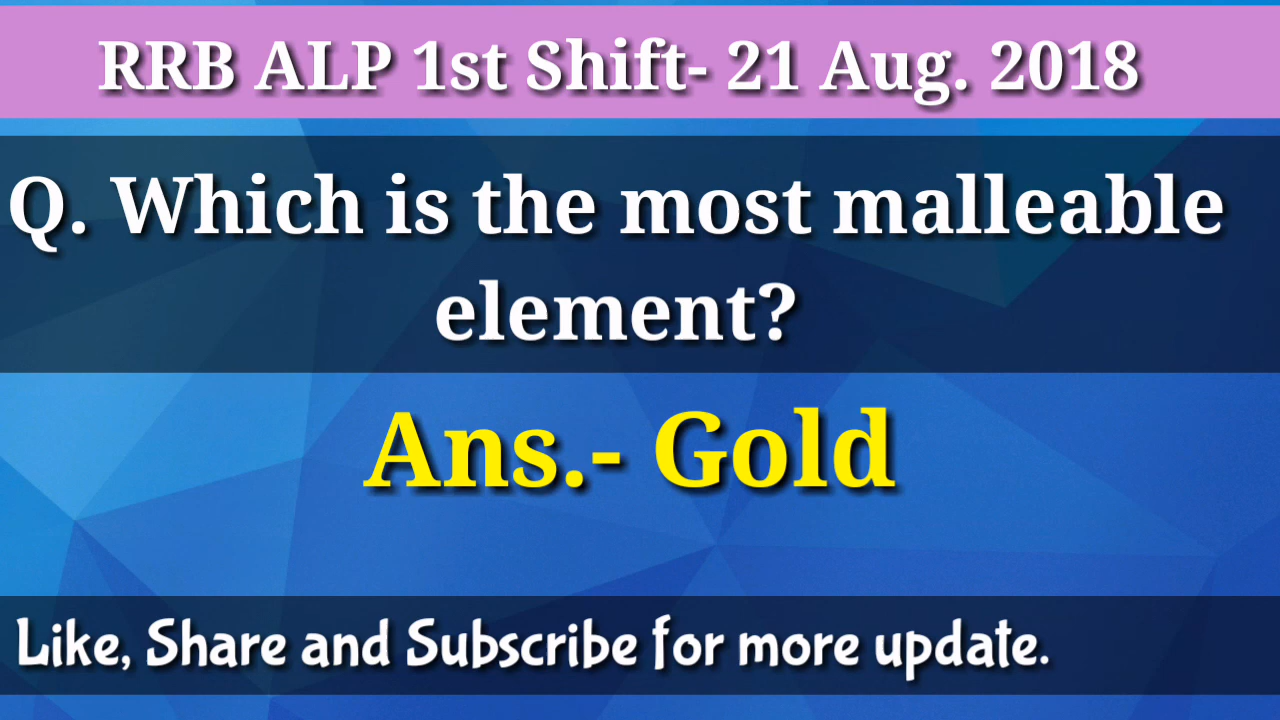 RRB ALP 1st Shift- 21 Aug. 2018
Q. Which is the most malleable
element?
Ans.- Gold
Like, Share and Subscribe for more update.